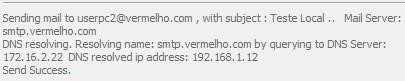 Sending mail to userpc2@vermelho.com , with subject : Teste Local ..   Mail Server:
smtp.vermelho.com
DNS resolving. Resolving name: smtp.vermelho.com by querying to DNS Server:
172.16.2.22  DNS resolved ip address: 192.168.1.12
Send Success.